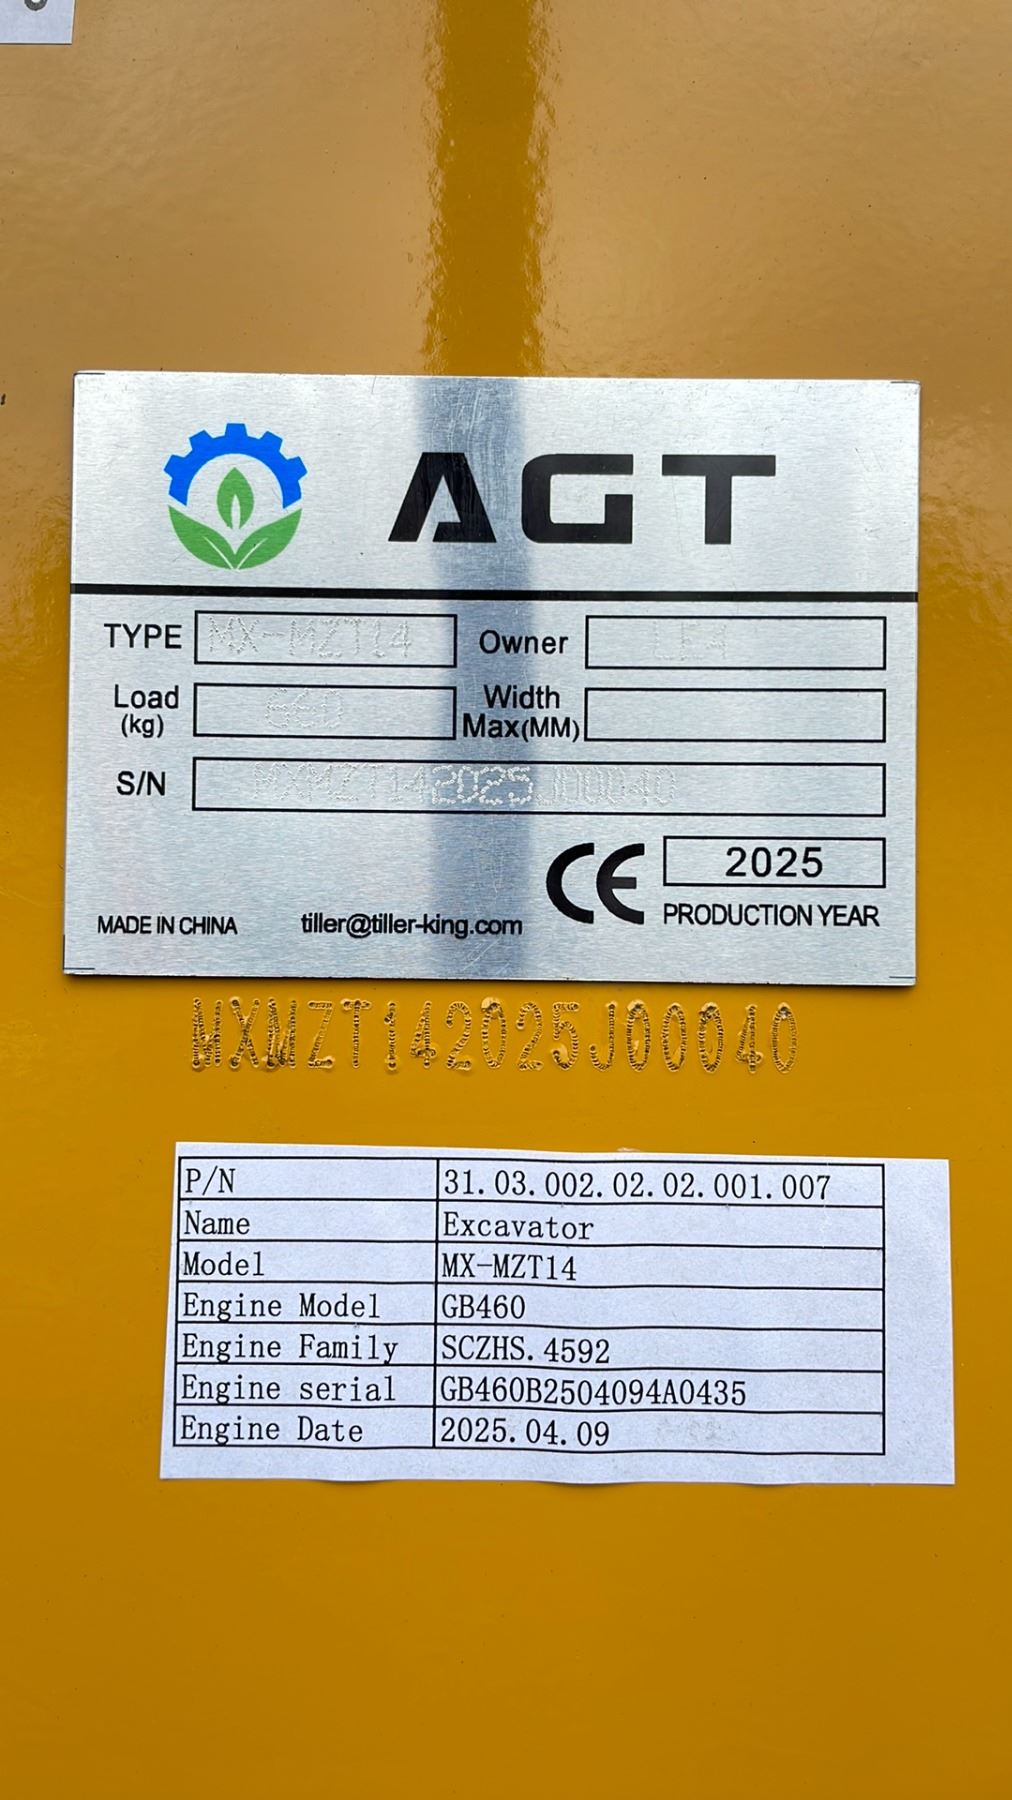 AGT
TYPE MX-MZT14 Owner
Load (kg) 660 Width Max(MM)
S/N MXMZT142025J00040
CE 2025
PRODUCTION YEAR
MADE IN CHINA tiller@tiller-king.com
MXMZT142025J00040
P/N 31.03.002.02.02.001.007
Name Excavator
Model MX-MZT14
Engine Model GB460
Engine Family SCZHS.4592
Engine serial GB460B2504094A0435
Engine Date 2025.04.09